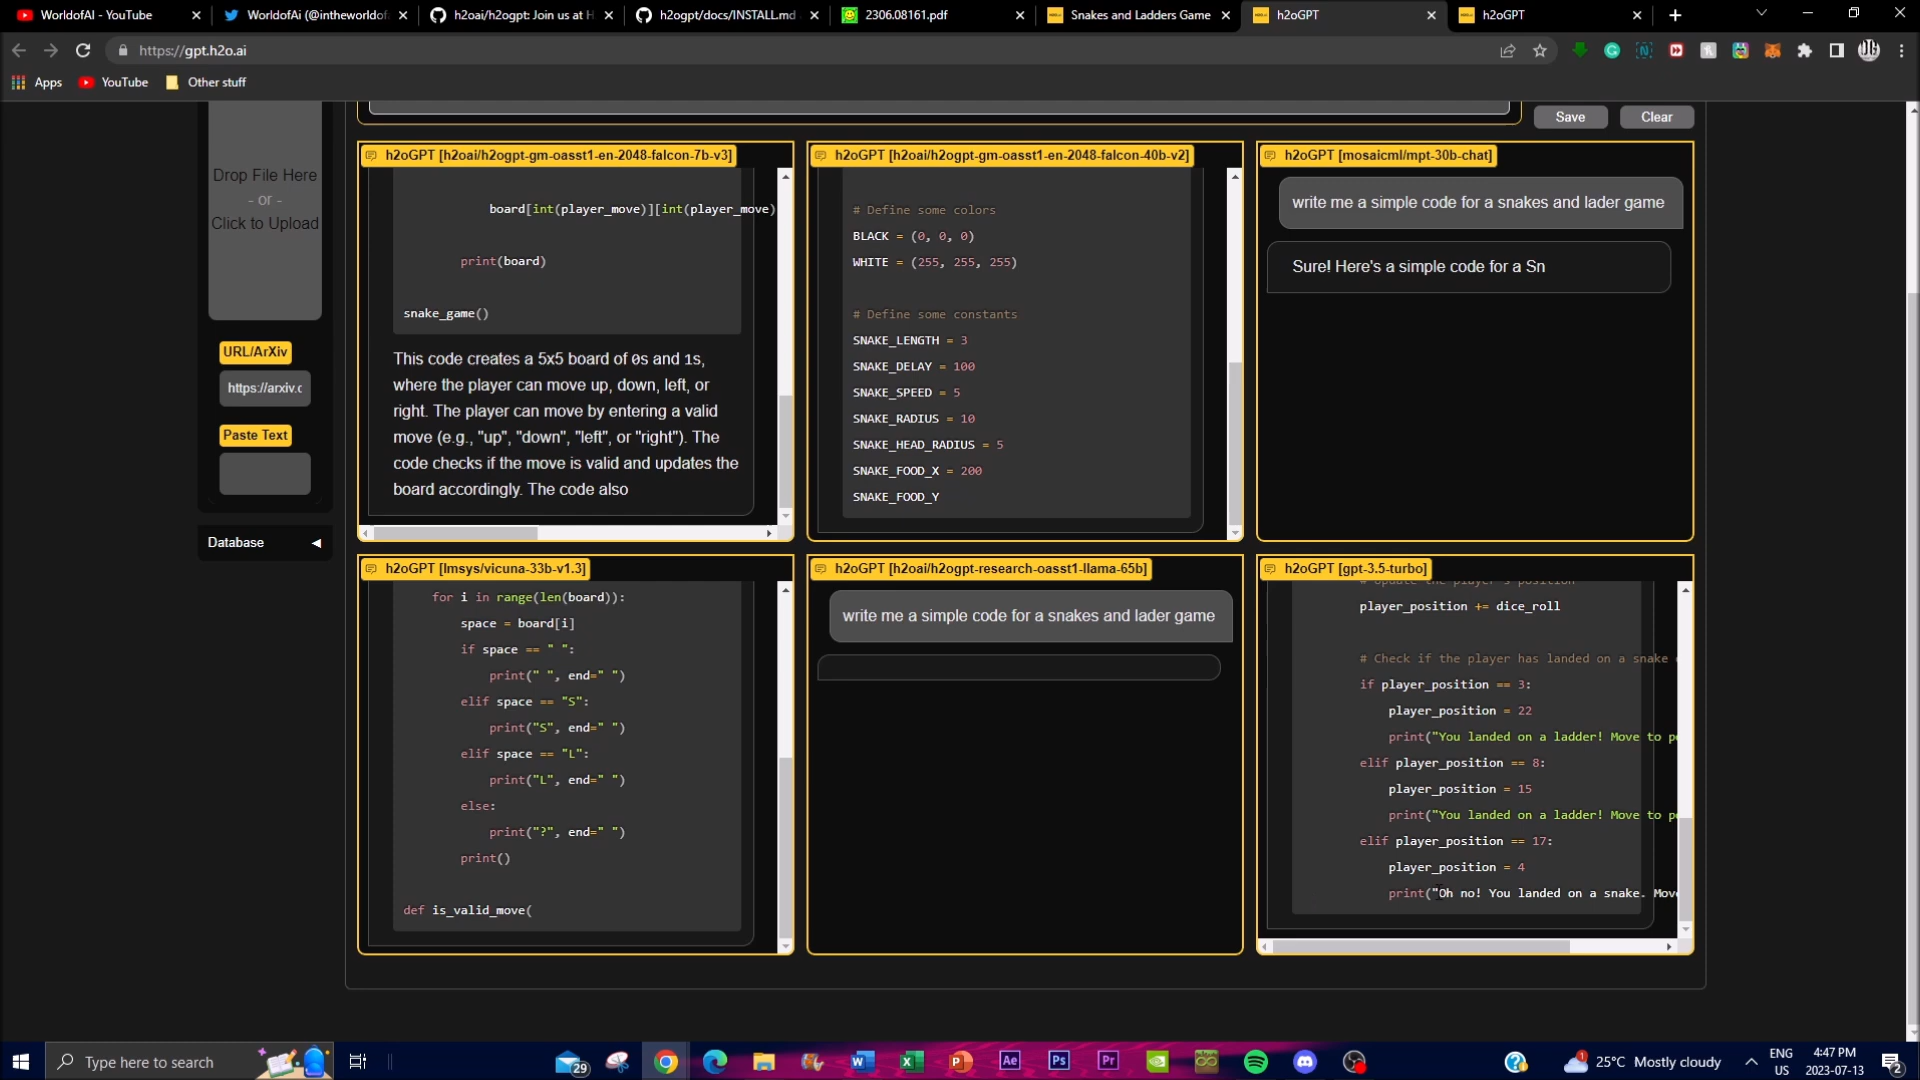 WorldofAI - YouTube
WorldofAi (@intheworldof
h2oai/h2ogpt: Join us at H
h2ogpt/docs/INSTALL.md
2306.08161.pdf
Snakes and Ladders Game
h2oGPT
h2oGPT
https://gpt.h2o.ai
Apps
YouTube
Other stuff
Save
Clear
Drop File Here
- or -
Click to Upload
URL/ArXiv
https://arxiv.c
Paste Text
Database
h2oGPT [h2oai/h2ogpt-gm-oasst1-en-2048-falcon-7b-v3]
board[int(player_move)][int(player_move)
print(board)
snake_game()
This code creates a 5x5 board of 0s and 1s,
where the player can move up, down, left, or
right. The player can move by entering a valid
move (e.g., "up", "down", "left", or "right"). The
code checks if the move is valid and updates the
board accordingly. The code also
h2oGPT [h2oai/h2ogpt-gm-oasst1-en-2048-falcon-40b-v2]
# Define some colors
BLACK = (0, 0, 0)
WHITE = (255, 255, 255)
# Define some constants
SNAKE_LENGTH = 3
SNAKE_DELAY = 100
SNAKE_SPEED = 5
SNAKE_RADIUS = 10
SNAKE_HEAD_RADIUS = 5
SNAKE_FOOD_X = 200
SNAKE_FOOD_Y
h2oGPT [mosaicml/mpt-30b-chat]
write me a simple code for a snakes and lader game
Sure! Here's a simple code for a Sn
h2oGPT [lmsys/vicuna-33b-v1.3]
for i in range(len(board)):
space = board[i]
if space == " ":
print(" ", end=" ")
elif space == "S":
print("S", end=" ")
elif space == "L":
print("L", end=" ")
else:
print("?", end=" ")
print()
def is_valid_move(
h2oGPT [h2oai/h2ogpt-research-oasst1-llama-65b]
write me a simple code for a snakes and lader game
h2oGPT [gpt-3.5-turbo]
# Update the player's position
player_position += dice_roll
# Check if the player has landed on a snake
if player_position == 3:
player_position = 22
print("You landed on a ladder! Move to p
elif player_position == 8:
player_position = 15
print("You landed on a ladder! Move to p
elif player_position == 17:
player_position = 4
print("Oh no! You landed on a snake. Mov
Type here to search
29
Ae
Ps
Pr
25°C Mostly cloudy
ENG
US
4:47 PM
2023-07-13
2